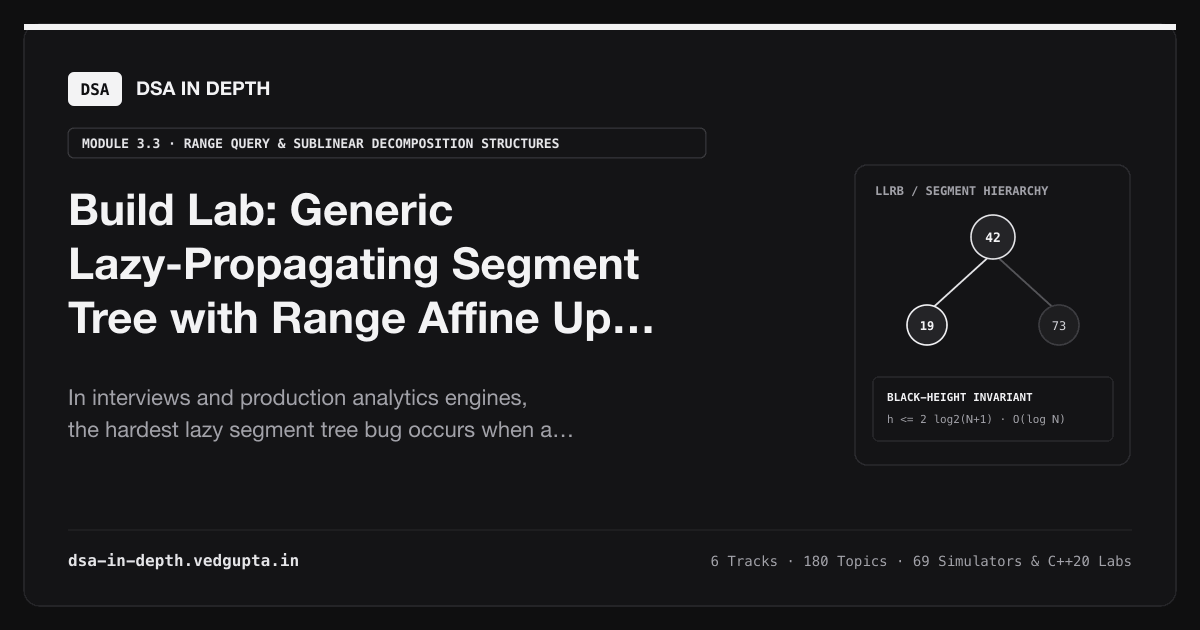 DSA
DSA IN DEPTH
MODULE 3.3 · RANGE QUERY & SUBLINEAR DECOMPOSITION STRUCTURES
Build Lab: Generic
Lazy-Propagating Segment
Tree with Range Affine Up...
In interviews and production analytics engines,
the hardest lazy segment tree bug occurs when a...
LLRB / SEGMENT HIERARCHY
42
19
73
BLACK-HEIGHT INVARIANT
h <= 2 log2(N+1) · O(log N)
dsa-in-depth.vedgupta.in
6 Tracks · 180 Topics · 69 Simulators & C++20 Labs